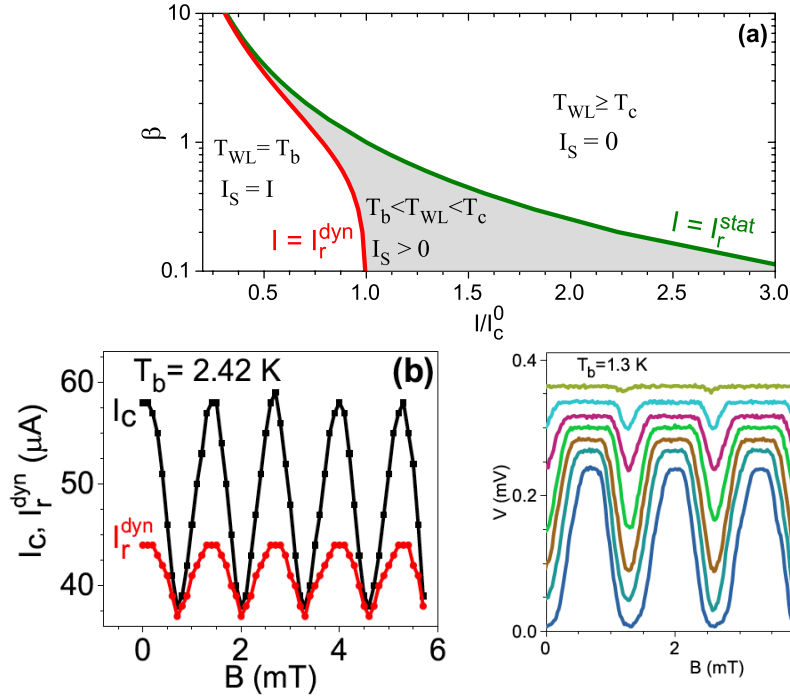 (a)
10
1
0.1
β
T_WL = T_b
I_S = I
T_WL ≥ T_c
I_S = 0
T_b<T_WL<T_c
I_S > 0
I = I_r^dyn
I = I_r^stat
0.5 1.0 1.5 2.0 2.5 3.0
I/I_c^0
(b)
T_b= 2.42 K
60
50
40
I_c, I_r^dyn (μA)
I_c
I_r^dyn
0 2 4 6
B (mT)
T_b=1.3 K
0.4
0.2
0.0
V (mV)
0 2
B (mT)